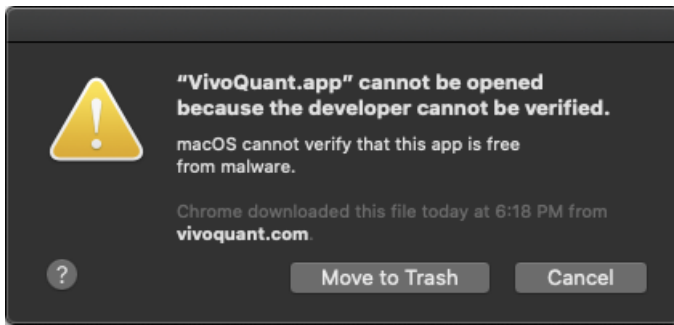 “VivoQuant.app” cannot be opened
because the developer cannot be verified.
macOS cannot verify that this app is free
from malware.
Chrome downloaded this file today at 6:18 PM from
vivoquant.com.
?
Move to Trash
Cancel